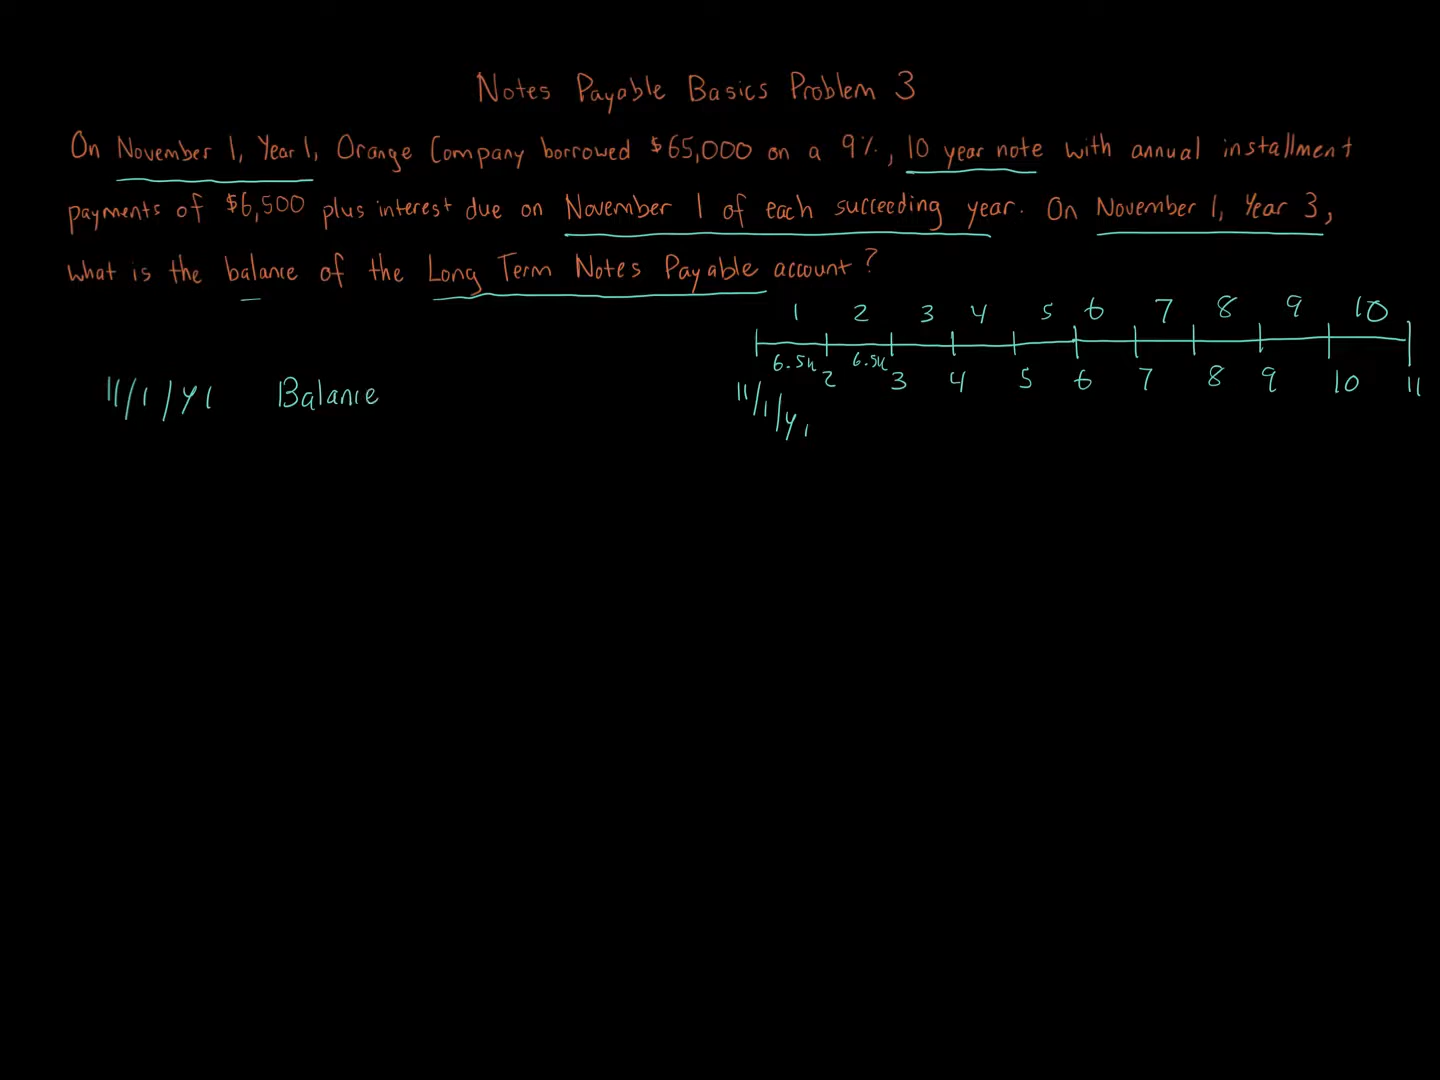 Notes Payable Basics Problem 3
On November 1, Year 1, Orange Company borrowed $65,000 on a 9%, 10 year note with annual installment
payments of $6,500 plus interest due on November 1 of each succeeding year. On November 1, Year 3,
what is the balance of the Long Term Notes Payable account?
1 2 3 4 5 6 7 8 9 10
6.5k 6.5k
2 3 4 5 6 7 8 9 10 11
11/1/Y1 Balance
11/1/Y1